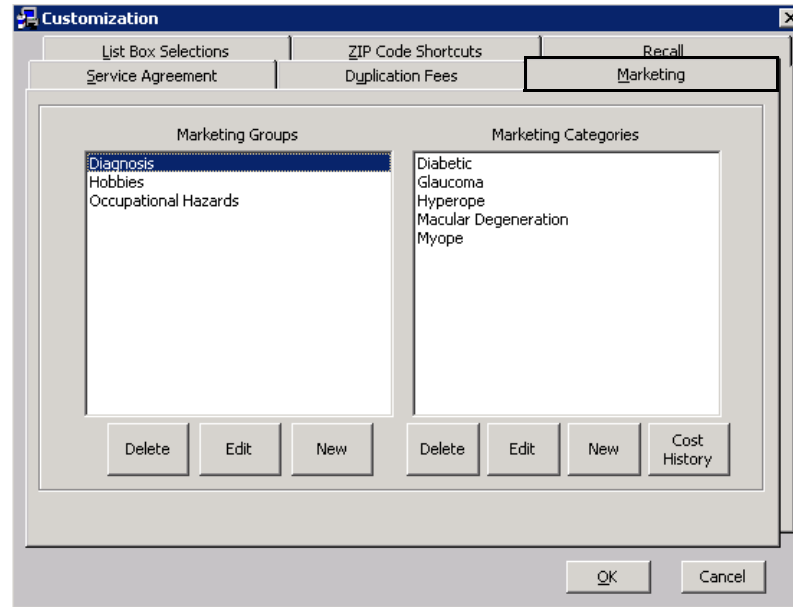 Customization
List Box Selections ZIP Code Shortcuts Recall
Service Agreement Duplication Fees Marketing
Marketing Groups Marketing Categories
Diagnosis
Hobbies
Occupational Hazards
Diabetic
Glaucoma
Hyperope
Macular Degeneration
Myope
Delete Edit New Delete Edit New Cost History
OK Cancel